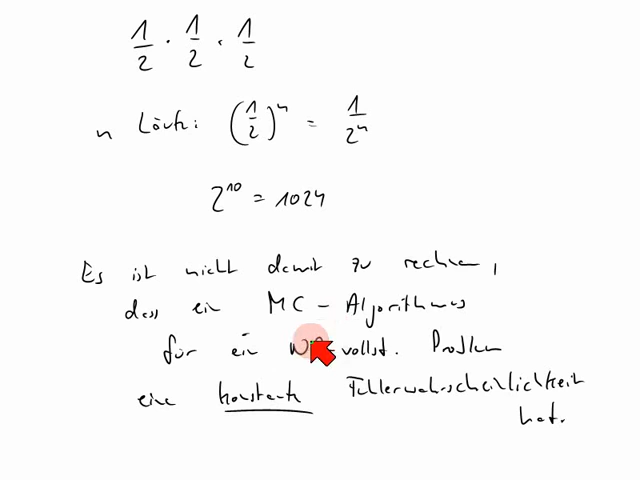 1/2 · 1/2 · 1/2
n Läufe: (1/2)^n = 1/2^n
2^10 = 1024
Es ist nicht damit zu rechnen,
dass ein MC-Algorithmus
für ein vollst. Problem
eine konstante Fehlerwahrscheinlichkeit
hat.